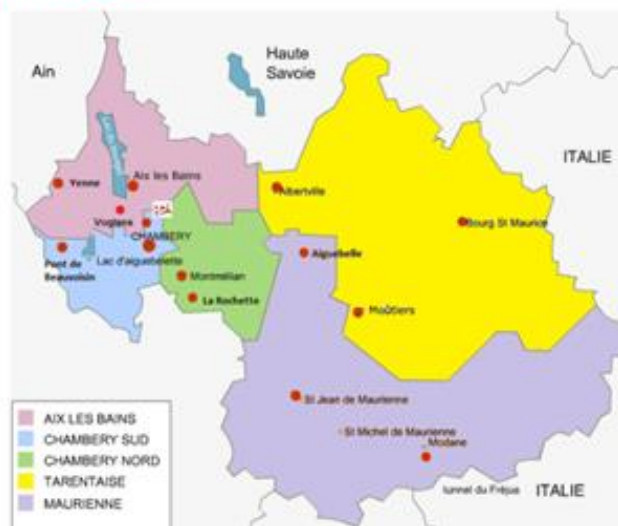 Ain
Haute
Savoie
ITALIE
Yenne
Aix les Bains
Albertville
Voglans
Bourg St Maurice
CHAMBERY
Pont de
Beauvoisin
Lac d'aiguebelette
Aiguebelle
Montmélian
La Rochette
Moûtiers
St Jean de Maurienne
St Michel de Maurienne
Modane
tunnel du Fréjus
ITALIE
AIX LES BAINS
CHAMBERY SUD
CHAMBERY NORD
TARENTAISE
MAURIENNE